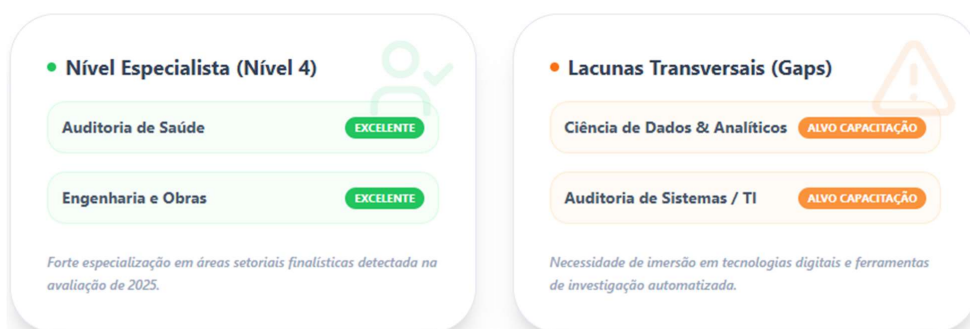 Nível Especialista (Nível 4)
Auditoria de Saúde
EXCELENTE
Engenharia e Obras
EXCELENTE
Forte especialização em áreas setoriais finalísticas detectada na
avaliação de 2025.
Lacunas Transversais (Gaps)
Ciência de Dados & Analíticos
ALVO CAPACITAÇÃO
Auditoria de Sistemas / TI
ALVO CAPACITAÇÃO
Necessidade de imersão em tecnologias digitais e ferramentas
de investigação automatizada.